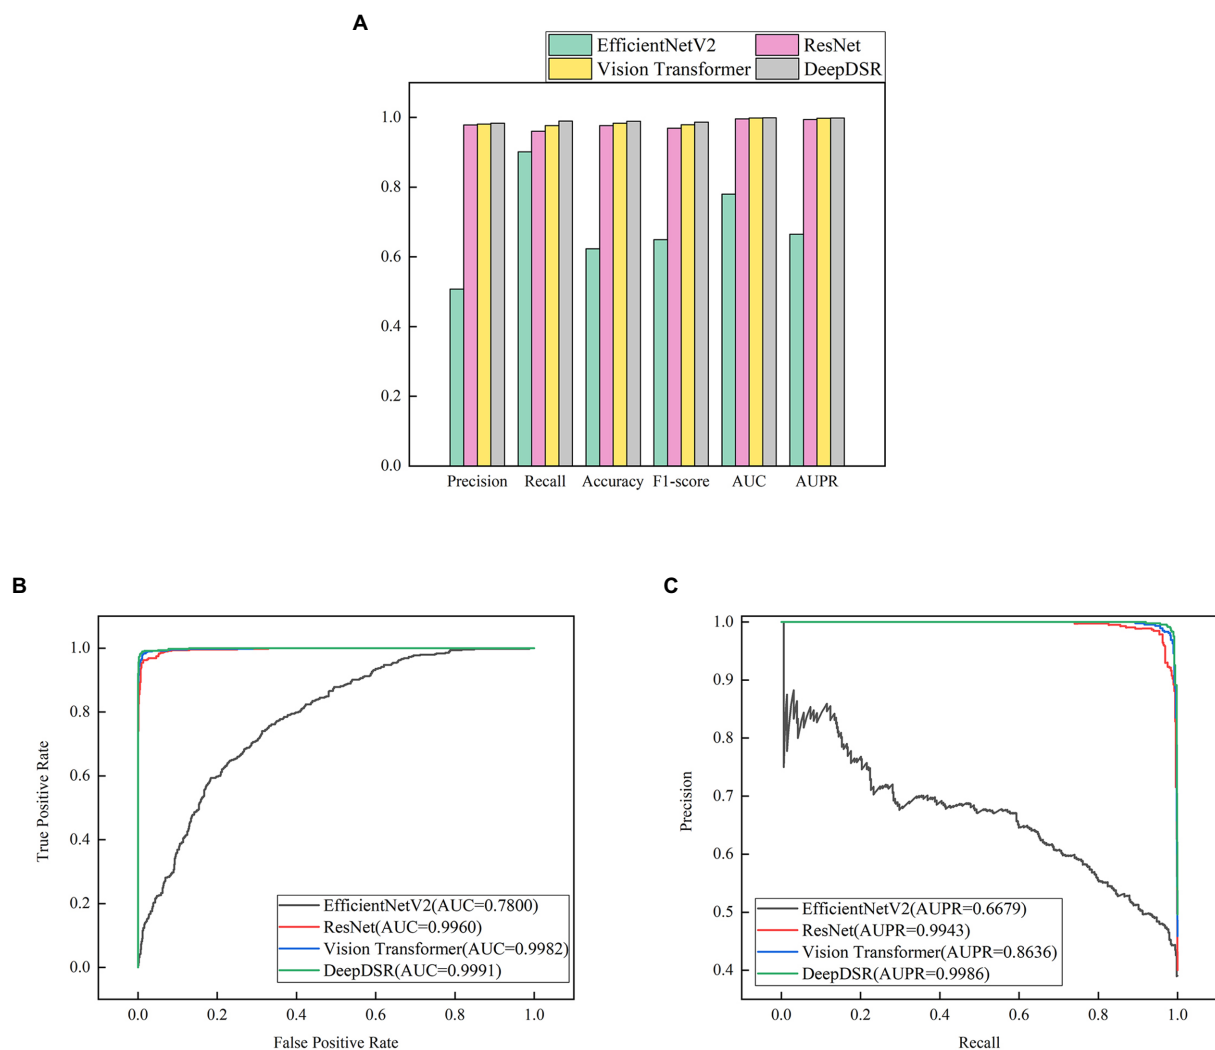 A
EfficientNetV2 ResNet
Vision Transformer DeepDSR
1.0
0.8
0.6
0.4
0.2
0.0
Precision Recall Accuracy F1-score AUC AUPR
B
True Positive Rate
1.0
0.8
0.6
0.4
0.2
0.0
EfficientNetV2(AUC=0.7800)
ResNet(AUC=0.9960)
Vision Transformer(AUC=0.9982)
DeepDSR(AUC=0.9991)
0.0 0.2 0.4 0.6 0.8 1.0
False Positive Rate
C
Precision
1.0
0.9
0.8
0.7
0.6
0.5
0.4
EfficientNetV2(AUPR=0.6679)
ResNet(AUPR=0.9943)
Vision Transformer(AUPR=0.8636)
DeepDSR(AUPR=0.9986)
0.0 0.2 0.4 0.6 0.8 1.0
Recall